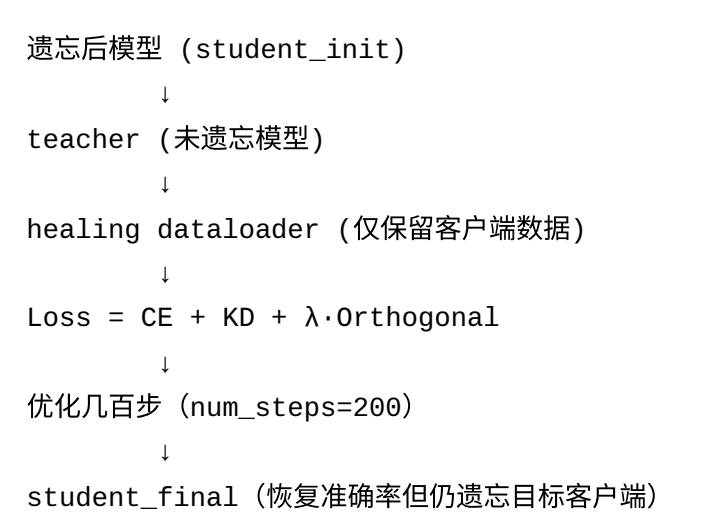 遗忘后模型 (student_init)
↓
teacher (未遗忘模型)
↓
healing dataloader (仅保留客户端数据)
↓
Loss = CE + KD + λ·Orthogonal
↓
优化几百步（num_steps=200）
↓
student_final（恢复准确率但仍遗忘目标客户端）